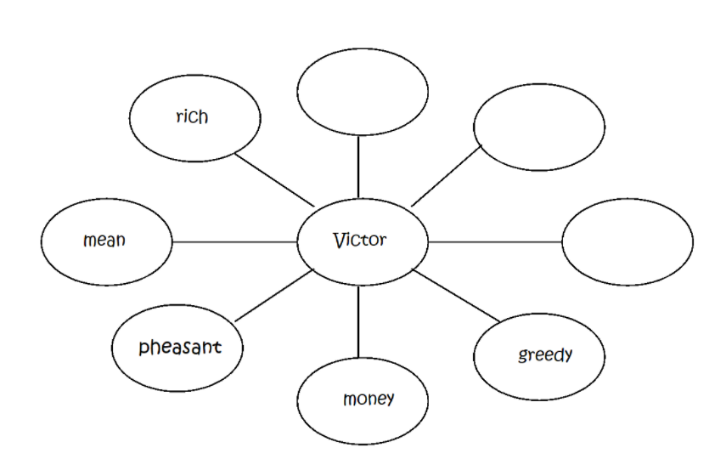 rich
mean
Victor
pheasant
greedy
money